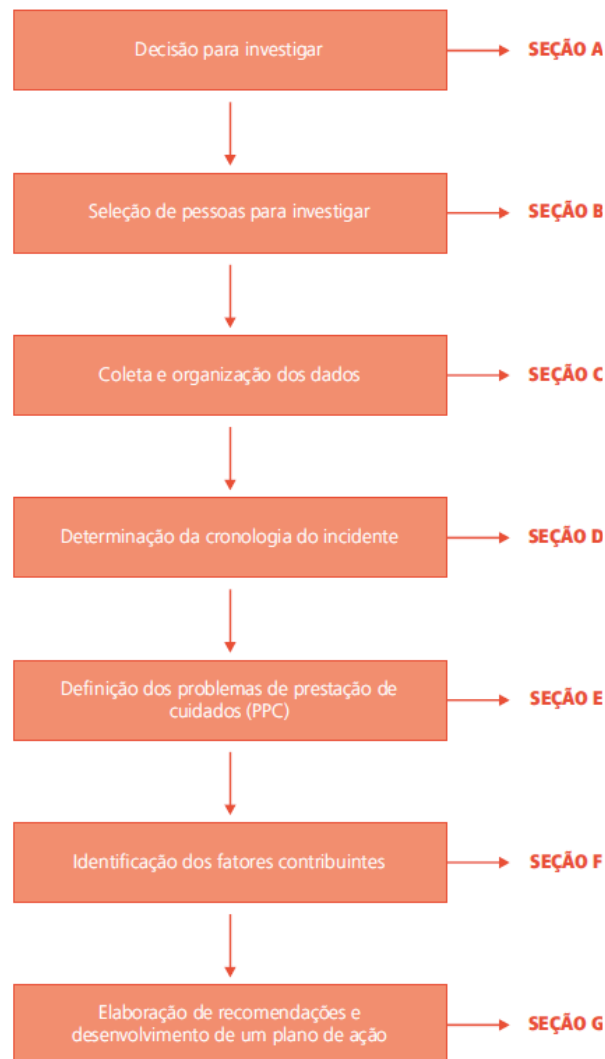 Decisão para investigar
SEÇÃO A
Seleção de pessoas para investigar
SEÇÃO B
Coleta e organização dos dados
SEÇÃO C
Determinação da cronologia do incidente
SEÇÃO D
Definição dos problemas de prestação de
cuidados (PPC)
SEÇÃO E
Identificação dos fatores contribuintes
SEÇÃO F
Elaboração de recomendações e
desenvolvimento de um plano de ação
SEÇÃO G